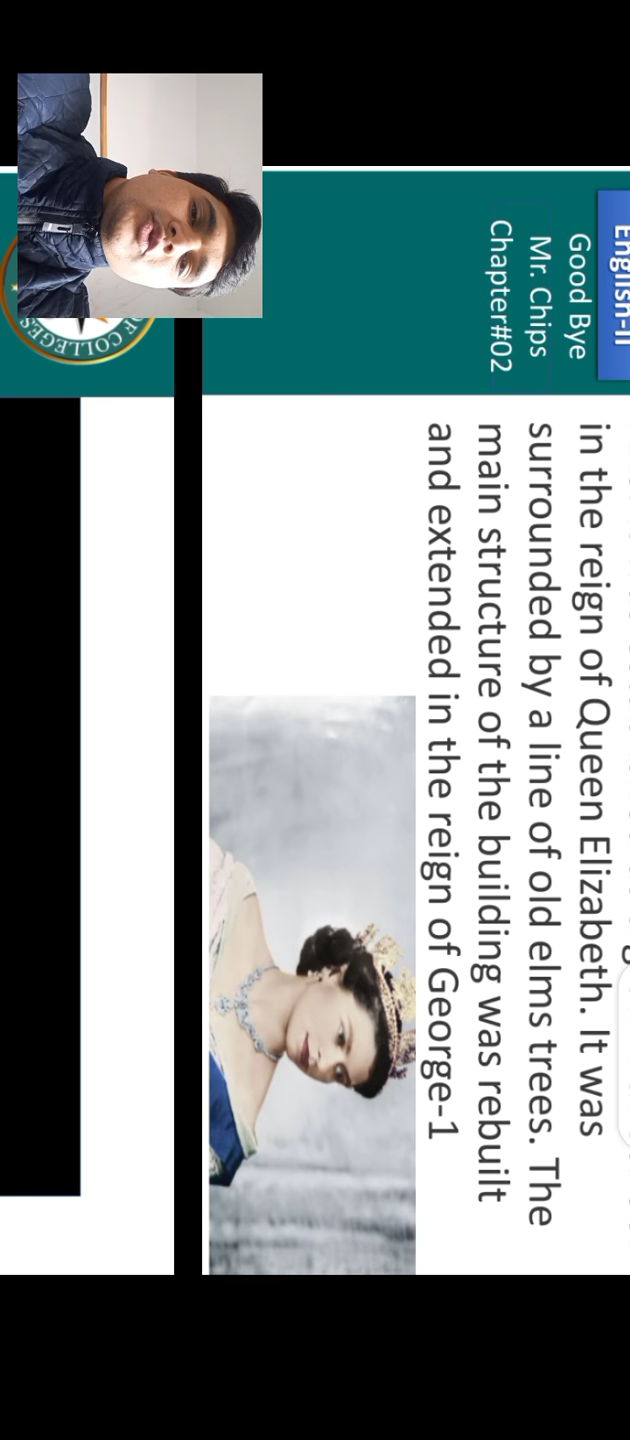 English-II
Good Bye
Mr. Chips
Chapter#02
in the reign of Queen Elizabeth. It was
surrounded by a line of old elms trees. The
main structure of the building was rebuilt
and extended in the reign of George-1
OF COLLEGES